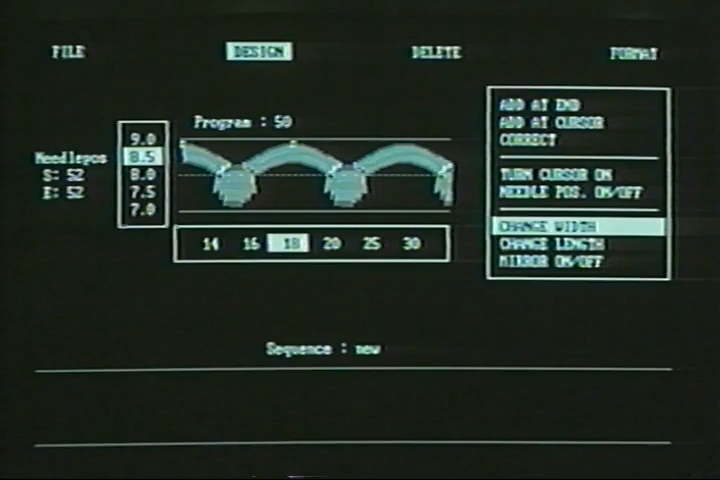 FILE DESIGN DELETE FORMAT
ADD AT END
ADD AT CURSOR
CORRECT
TURN CURSOR ON
NEEDLE POS. ON/OFF
CHANGE WIDTH
CHANGE LENGTH
MIRROR ON/OFF
Program : 50
Needlepos
S: 52
E: 52
9.0
8.5
8.0
7.5
7.0
14 16 18 20 25 30
Sequence : new